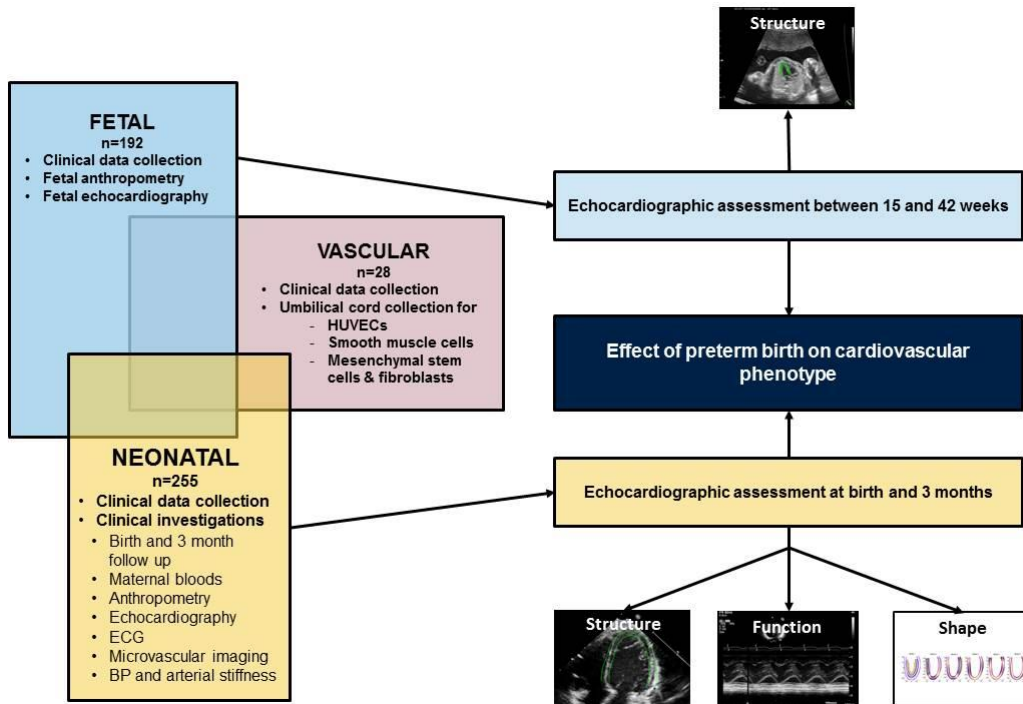 Structure
FETAL
n=192
• Clinical data collection
• Fetal anthropometry
• Fetal echocardiography
Echocardiographic assessment between 15 and 42 weeks
VASCULAR
n=28
• Clinical data collection
• Umbilical cord collection for
- HUVECs
- Smooth muscle cells
- Mesenchymal stem
cells & fibroblasts
Effect of preterm birth on cardiovascular
phenotype
NEONATAL
n=255
• Clinical data collection
• Clinical investigations
• Birth and 3 month
follow up
• Maternal bloods
• Anthropometry
• Echocardiography
• ECG
• Microvascular imaging
• BP and arterial stiffness
Echocardiographic assessment at birth and 3 months
Structure
Function
Shape